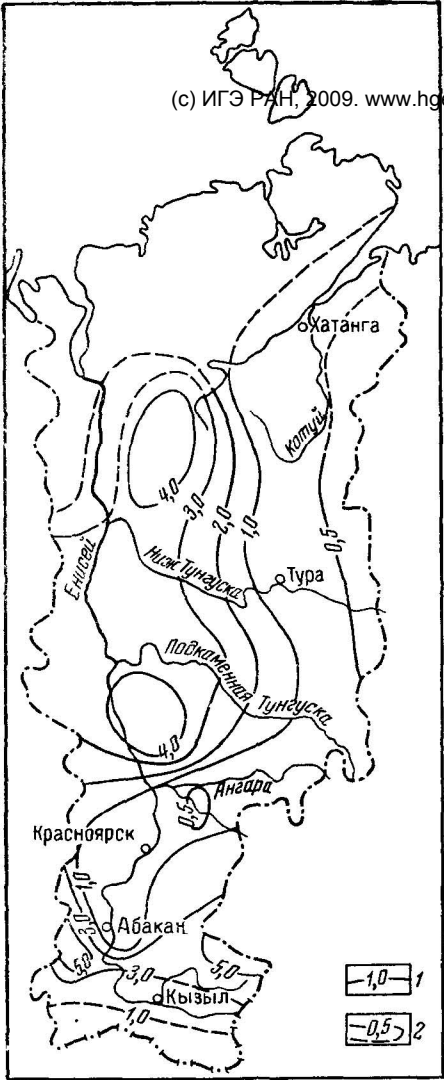 (c) ИГЭ РАН, 2009. www.hg
Хатанга
Котуй
4,0
3,0
2,0
1,0
0,5
Енисей
Ниж Тунгуска
Тура
Подкаменная Тунгуска
4,0
Ангара
0,5
Красноярск
1,0
3,0
5,0
Абакан
5,0
3,0
Кызыл
1,0
1,0 1
0,5 2